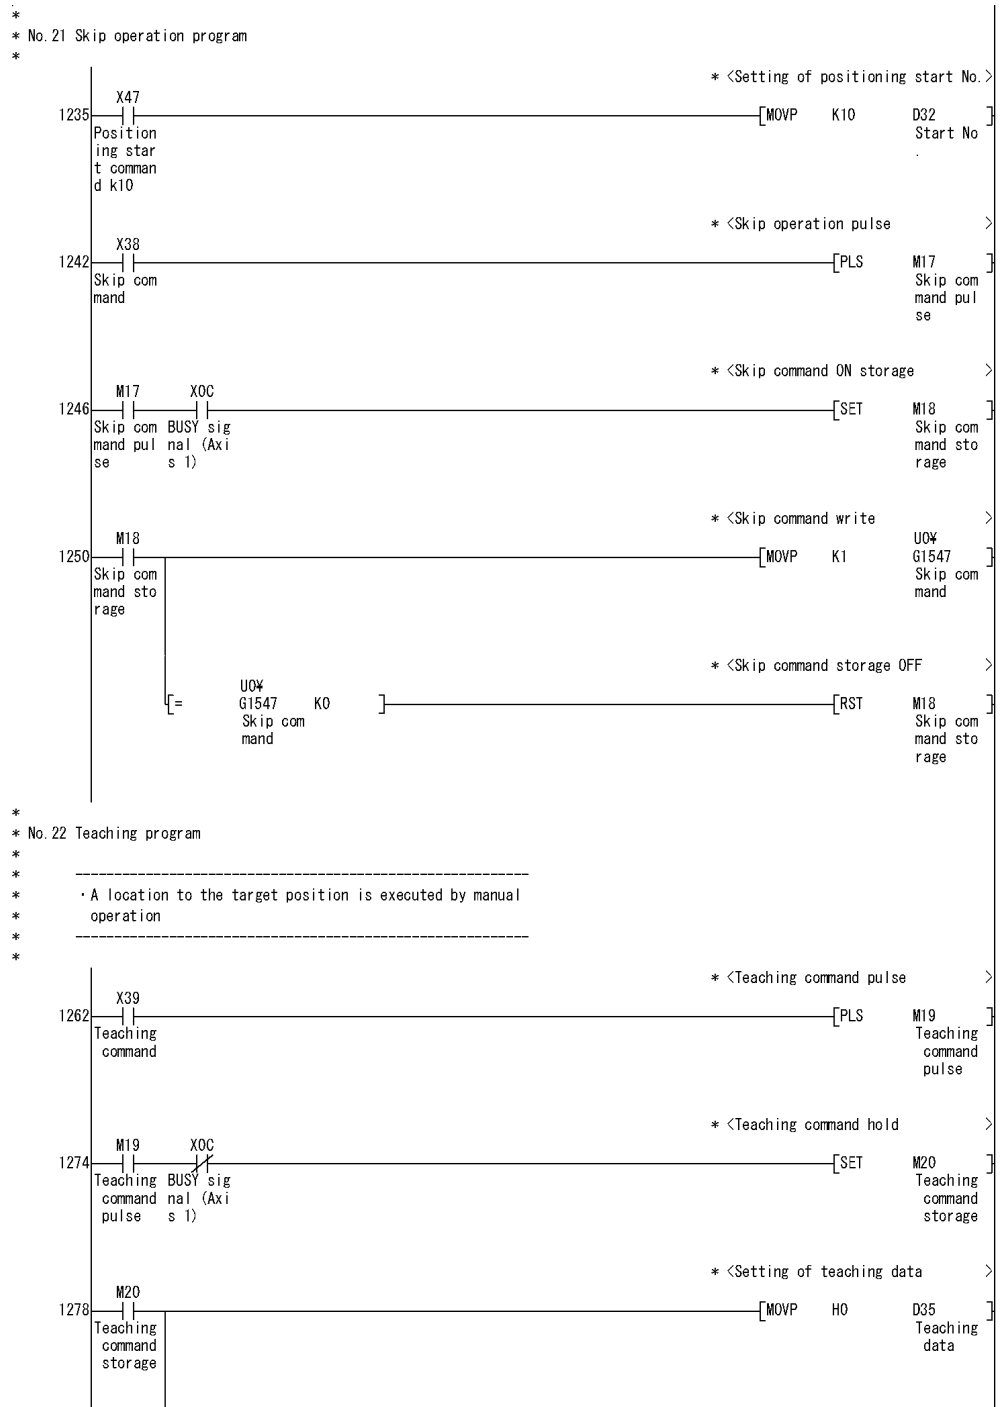 *
* No.21 Skip operation program
*
* <Setting of positioning start No.>
X47
1235 [MOVP K10 D32 ]
Position
ing star
t comman
d k10
Start No
.
* <Skip operation pulse >
X38
1242 [PLS M17 ]
Skip com
mand
Skip com
mand pul
se
* <Skip command ON storage >
M17 X0C
1246 [SET M18 ]
Skip com BUSY sig
mand pul nal (Axi
se s 1)
Skip com
mand sto
rage
* <Skip command write >
M18 U0¥
1250 [MOVP K1 G1547 ]
Skip com
mand sto
rage
Skip com
mand
* <Skip command storage OFF >
U0¥
[= G1547 K0 ] [RST M18 ]
Skip com
mand
Skip com
mand sto
rage
*
* No.22 Teaching program
*
* ----------------------------------------------------------
* ・A location to the target position is executed by manual
* operation
* ----------------------------------------------------------
*
* <Teaching command pulse >
X39
1262 [PLS M19 ]
Teaching
command
Teaching
command
pulse
* <Teaching command hold >
M19 X0C
1274 [SET M20 ]
Teaching BUSY sig
command nal (Axi
pulse s 1)
Teaching
command
storage
* <Setting of teaching data >
M20
1278 [MOVP H0 D35 ]
Teaching
command
storage
Teaching
data